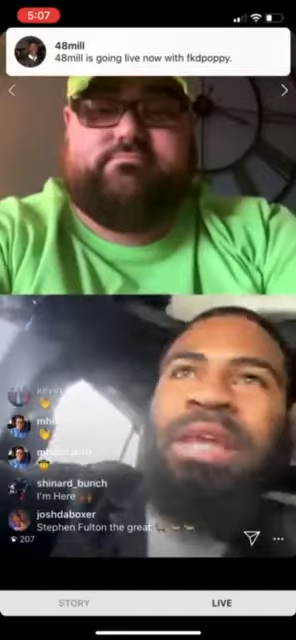 5:07
48mill
48mill is going live now with fkdpoppy.
shinard_bunch
I'm Here
joshdaboxer
Stephen Fulton the great
207
STORY
LIVE